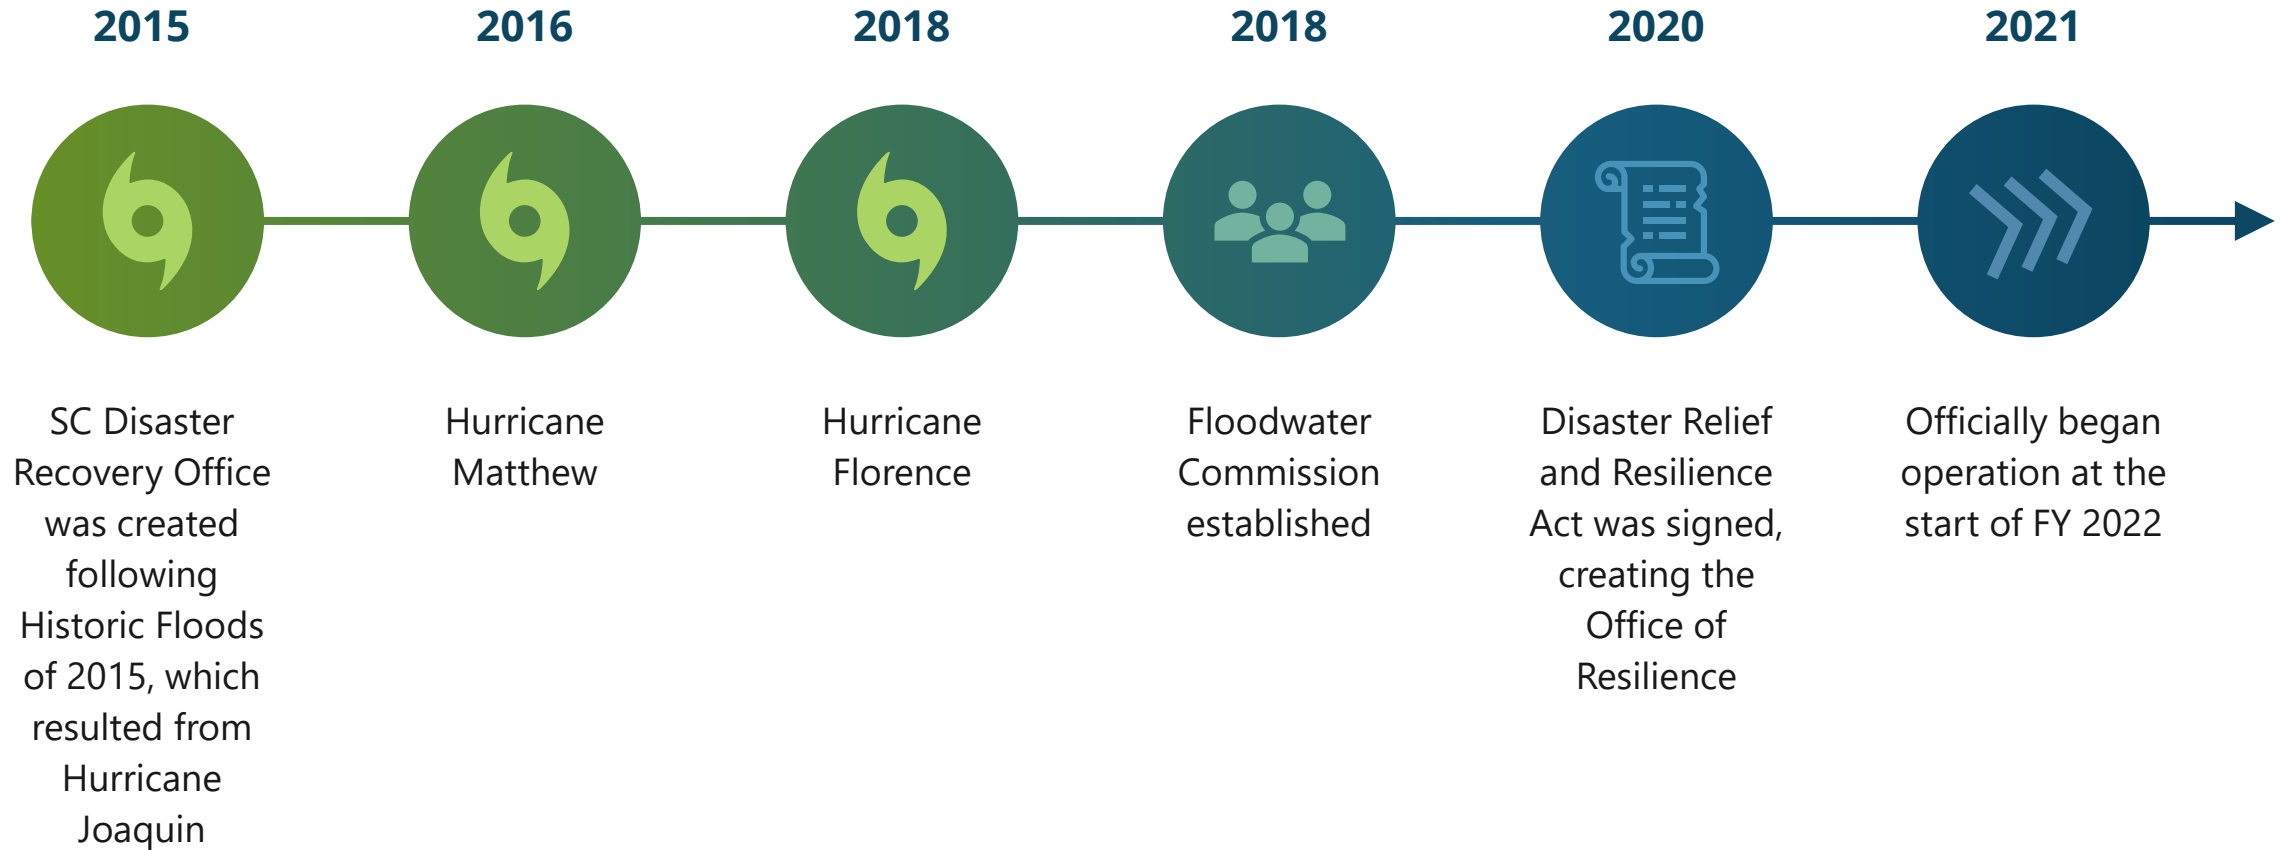 2015
SC Disaster
Recovery Office
was created
following
Historic Floods
of 2015, which
resulted from
Hurricane
Joaquin
2016
Hurricane
Matthew
2018
Hurricane
Florence
2018
Floodwater
Commission
established
2020
Disaster Relief
and Resilience
Act was signed,
creating the
Office of
Resilience
2021
Officially began
operation at the
start of FY 2022